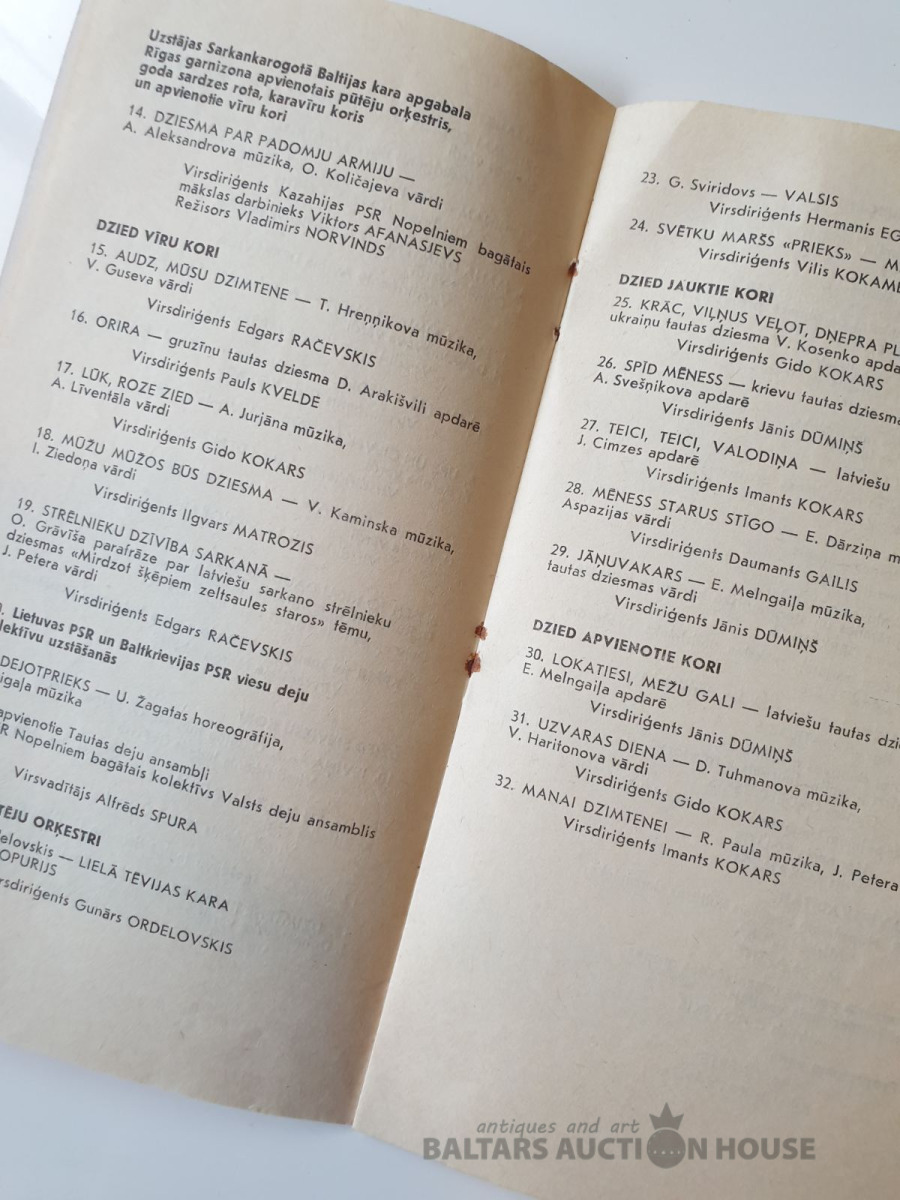 Uzstājas Sarkankarogotā Baltijas kara apgabala
Rīgas garnizona apvienotais pūtēju orķestris,
goda sardzes rota, karavīru koris
un apvienotie vīru kori
14. DZIESMA PAR PADOMJU ARMIJU —
A. Aleksandrova mūzika, O. Količajeva vārdi
Virsdiriģents Kazahijas PSR Nopelniem bagātais
mākslas darbinieks Viktors AFANASJEVS
Režisors Vladimirs NORVINDS
DZIED VĪRU KORI
15. AUDZ, MŪSU DZIMTENE — T. Hreņņikova mūzika,
V. Guseva vārdi
Virsdiriģents Edgars RAČEVSKIS
16. ORIRA — gruzīnu tautas dziesma D. Arakišvili apdarē
Virsdiriģents Pauls KVELDE
17. LŪK, ROZE ZIED — A. Jurjāna mūzika,
A. Līventāla vārdi
Virsdiriģents Gido KOKARS
18. MŪŽU MŪŽOS BŪS DZIESMA — V. Kaminska mūzika,
I. Ziedoņa vārdi
Virsdiriģents Ilgvars MATROZIS
19. STRĒLNIEKU DZĪVĪBA SARKANĀ —
O. Grāvīša parafrāze par latviešu sarkano strēlnieku
dziesmas «Mirdzot šķēpiem zeltsaules staros» tēmu,
J. Petera vārdi
Virsdiriģents Edgars RAČEVSKIS
Lietuvas PSR un Baltkrievijas PSR viesu deju
uzstāšanās
DEJOTPRIEKS — U. Žagatas horeogrāfija,
mūzika
apvienotie Tautas deju ansambļi
Nopelniem bagātais kolektīvs Valsts deju ansamblis
Virsvadītājs Alfrēds SPURA
ORĶESTRI
— LIELĀ TĒVIJAS KARA
Gunārs ORDELOVSKIS
23. G. Sviridovs — VALSIS
Virsdiriģents Hermanis
24. SVĒTKU MARŠS «PRIEKS» —
Virsdiriģents Vilis
DZIED JAUKTIE KORI
25. KRĀC, VIĻŅUS VEĻOT, DŅEPRA
ukraiņu tautas dziesma V. Kosenko
Virsdiriģents Gido KOKARS
26. SPĪD MĒNESS — krievu tautas dziesma
A. Svešņikova apdarē
Virsdiriģents Jānis DŪMIŅŠ
27. TEICI, TEICI, VALODIŅA — latviešu
J. Cimzes apdarē
Virsdiriģents Imants KOKARS
28. MĒNESS STARUS STĪGO — E. Dārziņa
Aspazijas vārdi
Virsdiriģents Daumants GAILIS
29. JĀŅUVAKARS — E. Melngaiļa mūzika,
tautas dziesmas vārdi
Virsdiriģents Jānis DŪMIŅŠ
DZIED APVIENOTIE KORI
30. LOKATIESI, MEŽU GALI — latviešu tautas
E. Melngaiļa apdarē
Virsdiriģents Jānis DŪMIŅŠ
31. UZVARAS DIENA — D. Tuhmanova mūzika,
V. Haritonova vārdi
Virsdiriģents Gido KOKARS
32. MANAI DZIMTENEI — R. Paula mūzika, J. Petera
Virsdiriģents Imants KOKARS
antiques and art
BALTARS AUCTION HOUSE